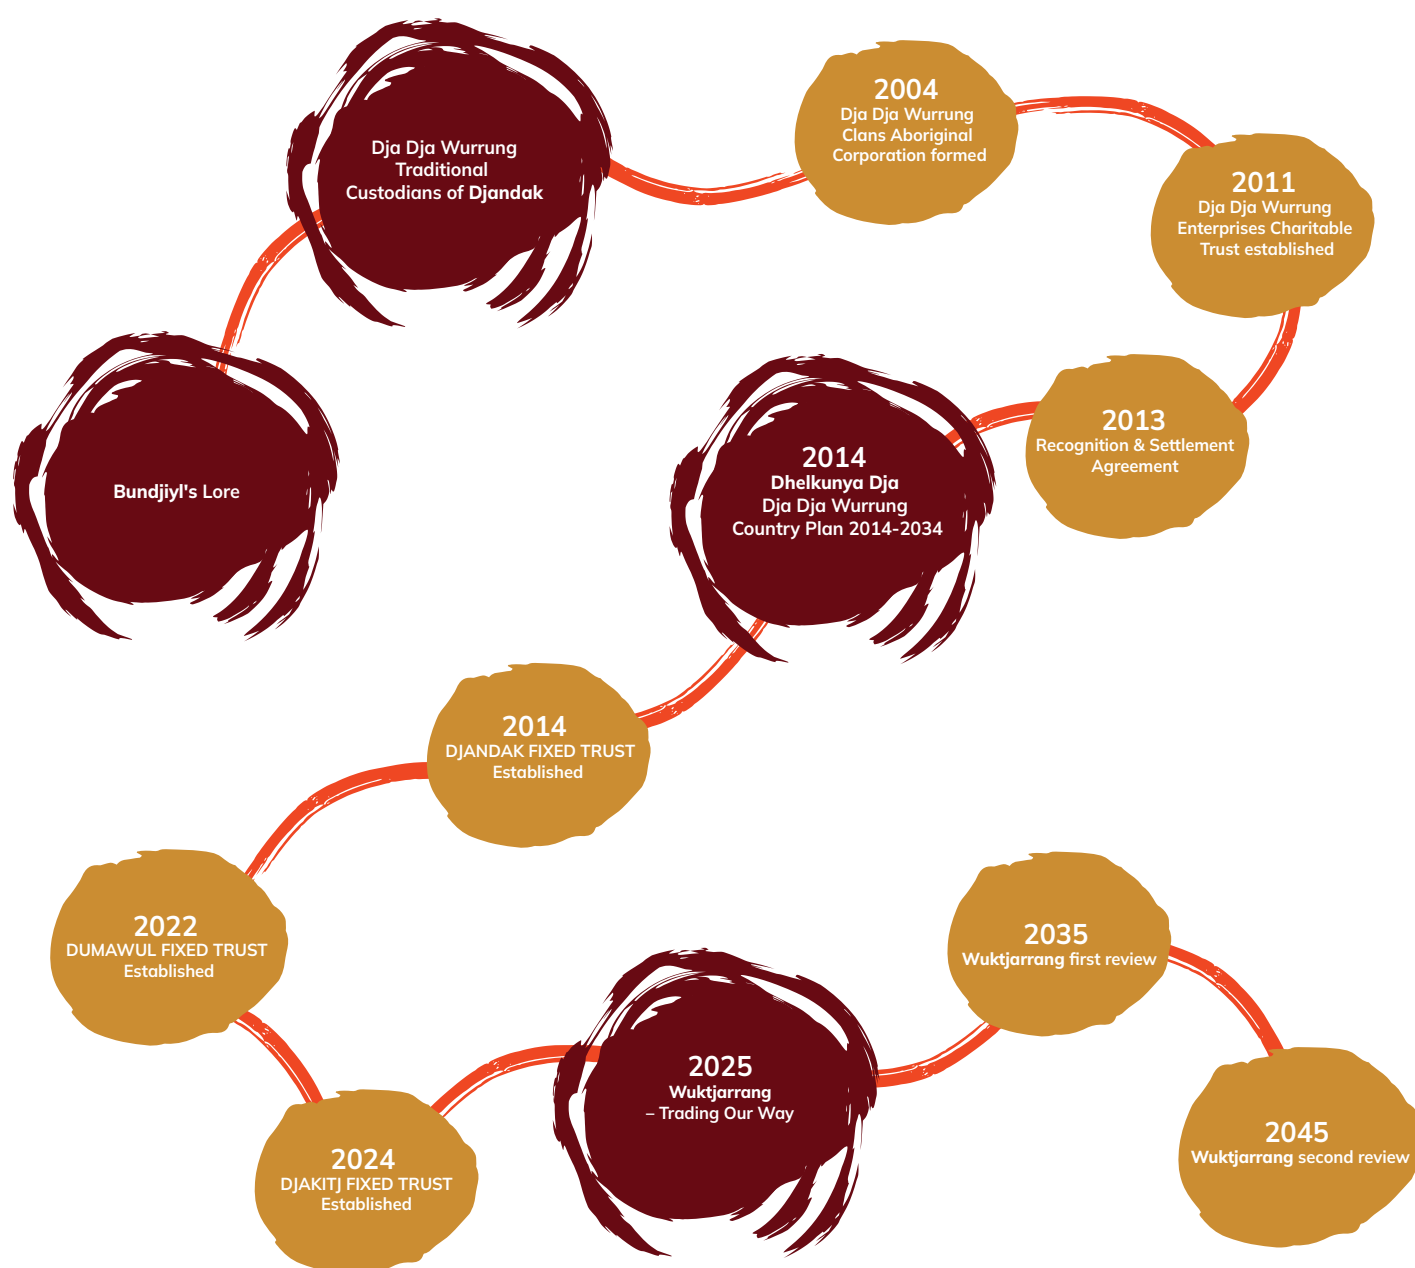 Bundjiyl's Lore
Dja Dja Wurrung
Traditional
Custodians of Djandak
2004
Dja Dja Wurrung
Clans Aboriginal
Corporation formed
2011
Dja Dja Wurrung
Enterprises Charitable
Trust established
2013
Recognition & Settlement
Agreement
2014
Dhelkunya Dja
Dja Dja Wurrung
Country Plan 2014-2034
2014
DJANDAK FIXED TRUST
Established
2022
DUMAWUL FIXED TRUST
Established
2024
DJAKITJ FIXED TRUST
Established
2025
Wuktjarrang
– Trading Our Way
2035
Wuktjarrang first review
2045
Wuktjarrang second review